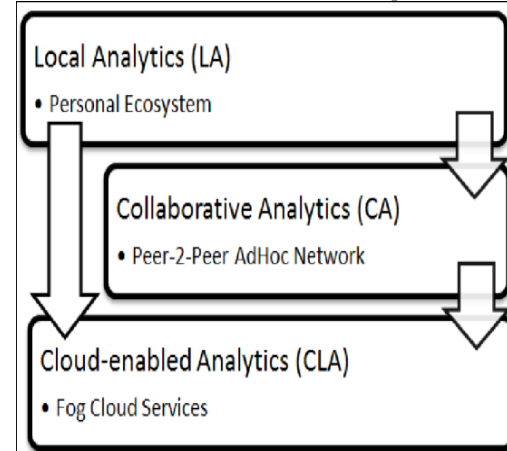 Local Analytics (LA)
• Personal Ecosystem
Collaborative Analytics (CA)
• Peer-2-Peer AdHoc Network
Cloud-enabled Analytics (CLA)
• Fog Cloud Services